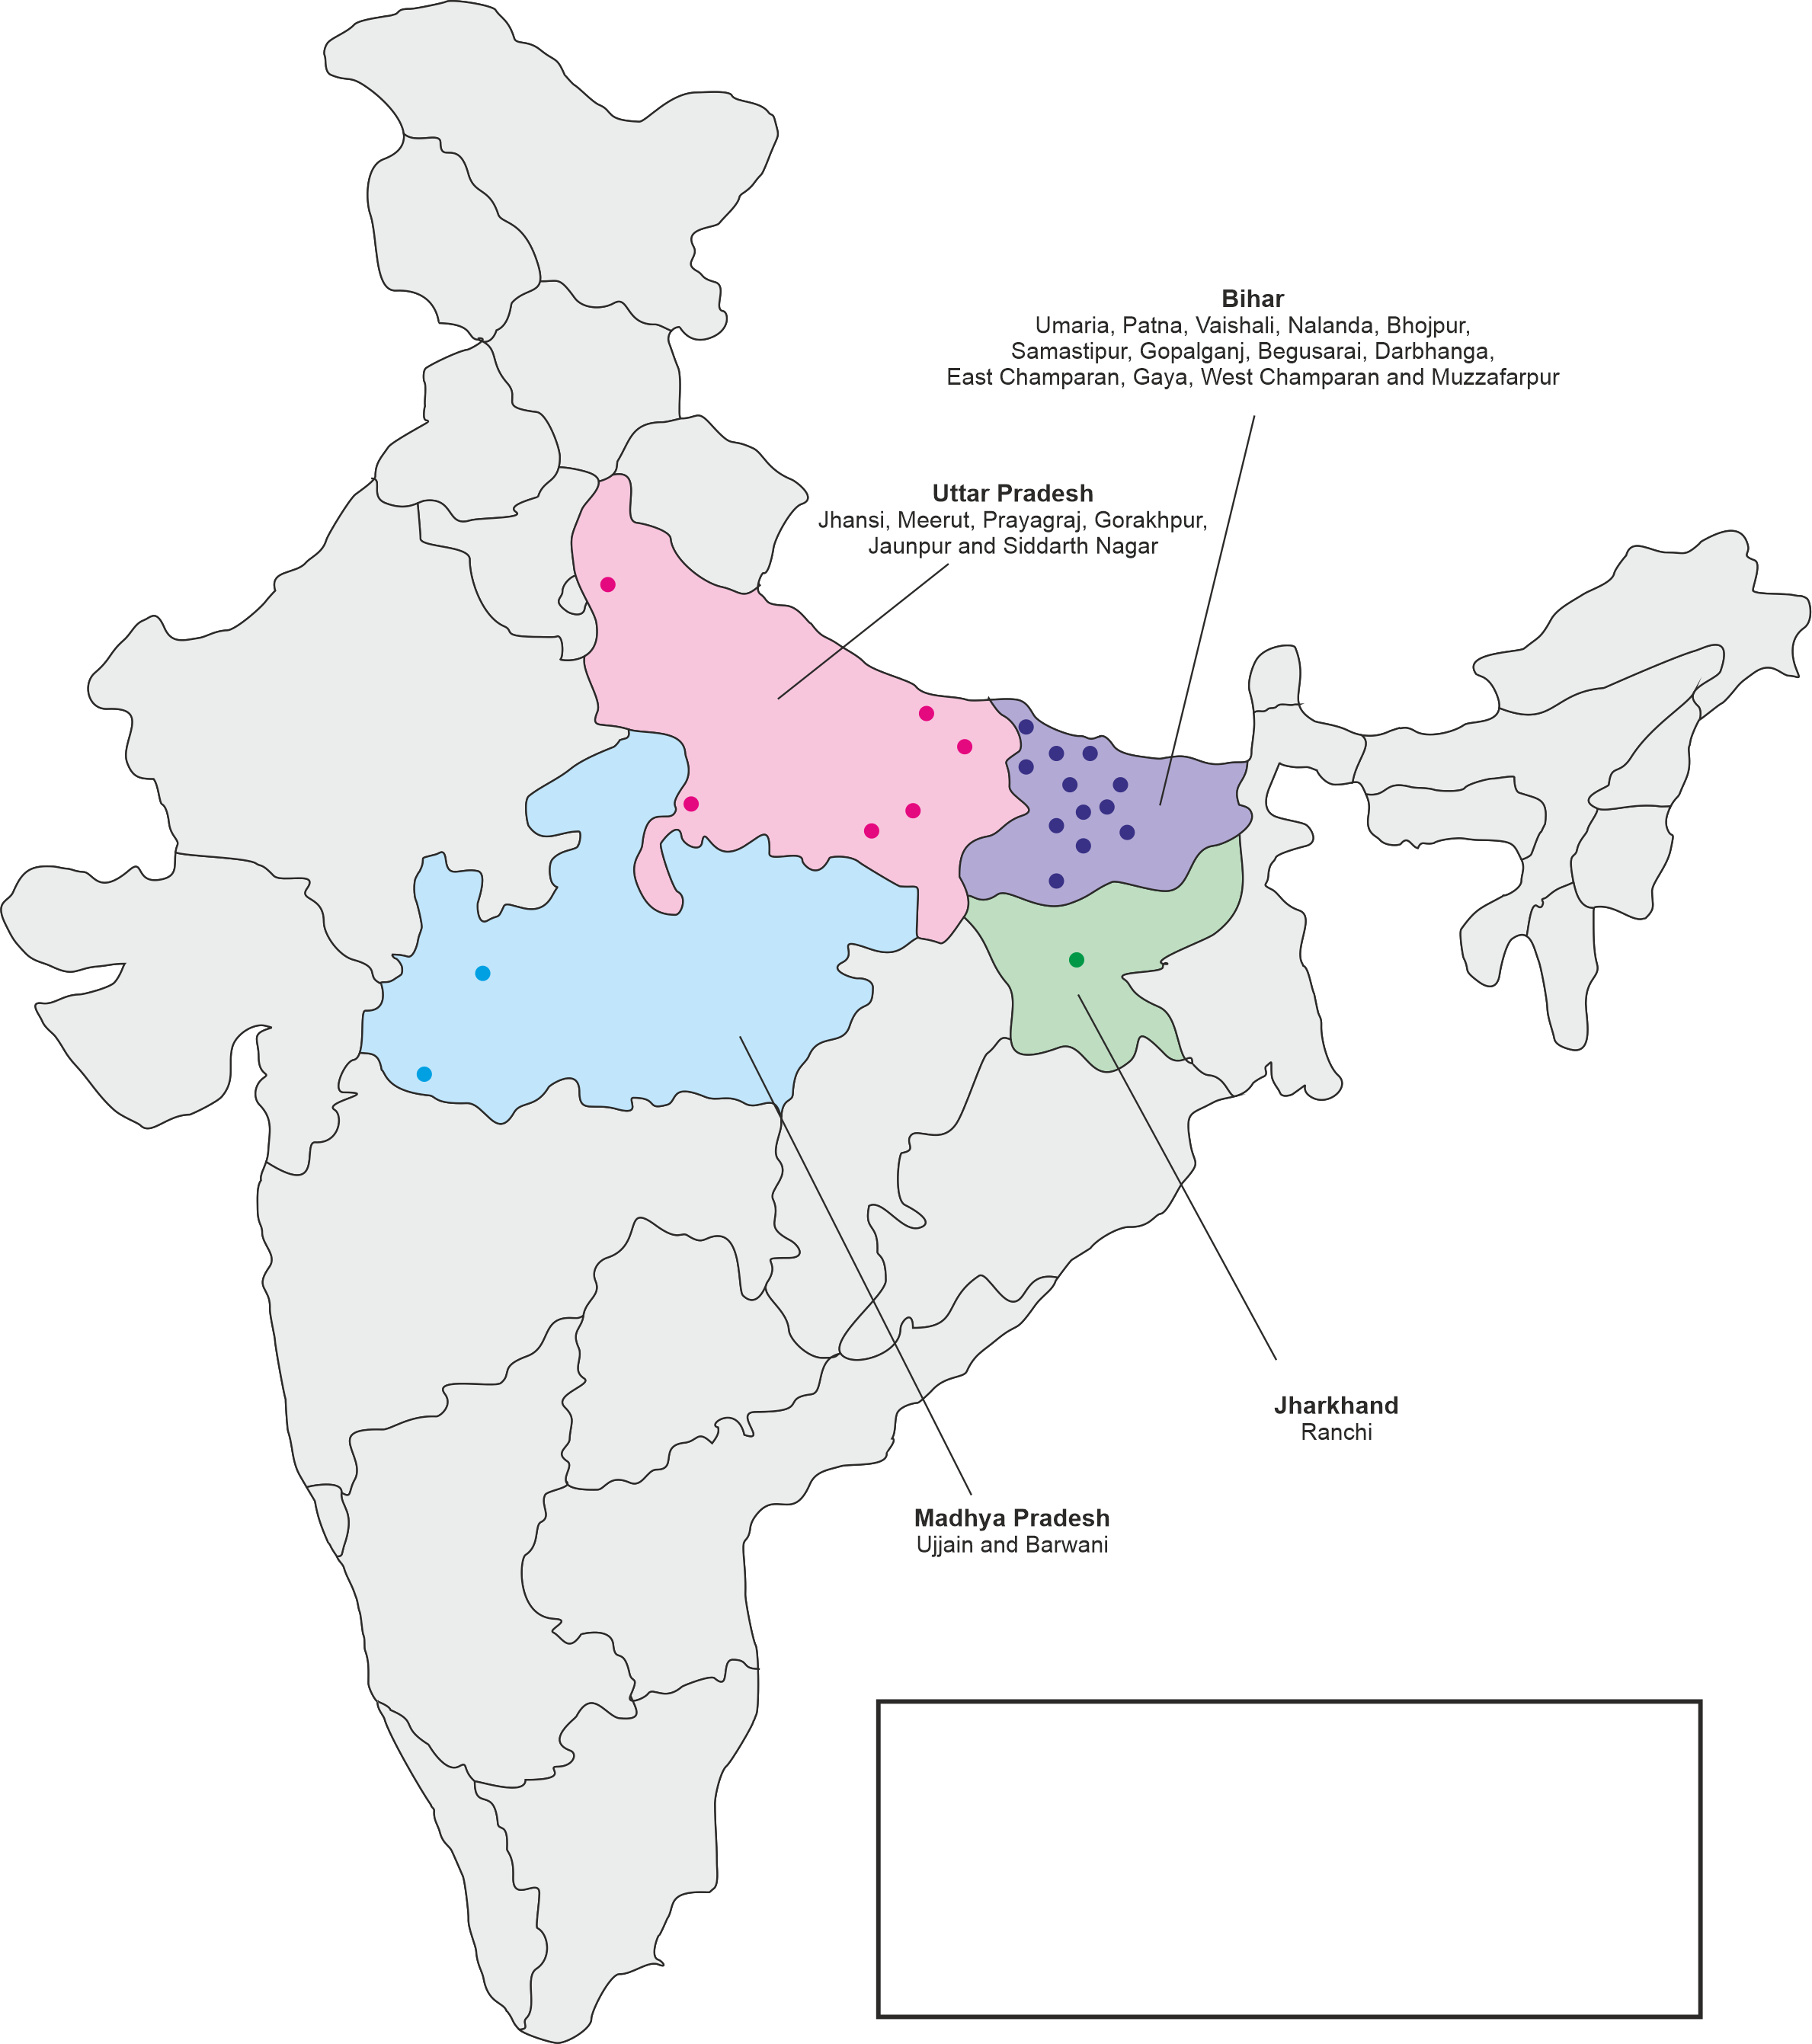 Bihar
Umaria, Patna, Vaishali, Nalanda, Bhojpur,
Samastipur, Gopalganj, Begusarai, Darbhanga,
East Champaran, Gaya, West Champaran and Muzzafarpur
Uttar Pradesh
Jhansi, Meerut, Prayagraj, Gorakhpur,
Jaunpur and Siddarth Nagar
Jharkhand
Ranchi
Madhya Pradesh
Ujjain and Barwani